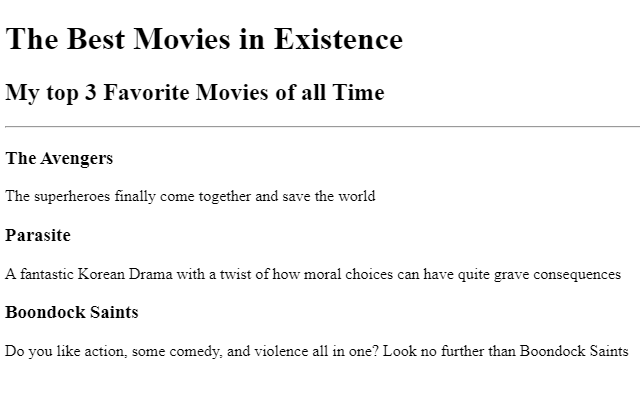 The Best Movies in Existence
My top 3 Favorite Movies of all Time
The Avengers
The superheroes finally come together and save the world
Parasite
A fantastic Korean Drama with a twist of how moral choices can have quite grave consequences
Boondock Saints
Do you like action, some comedy, and violence all in one? Look no further than Boondock Saints